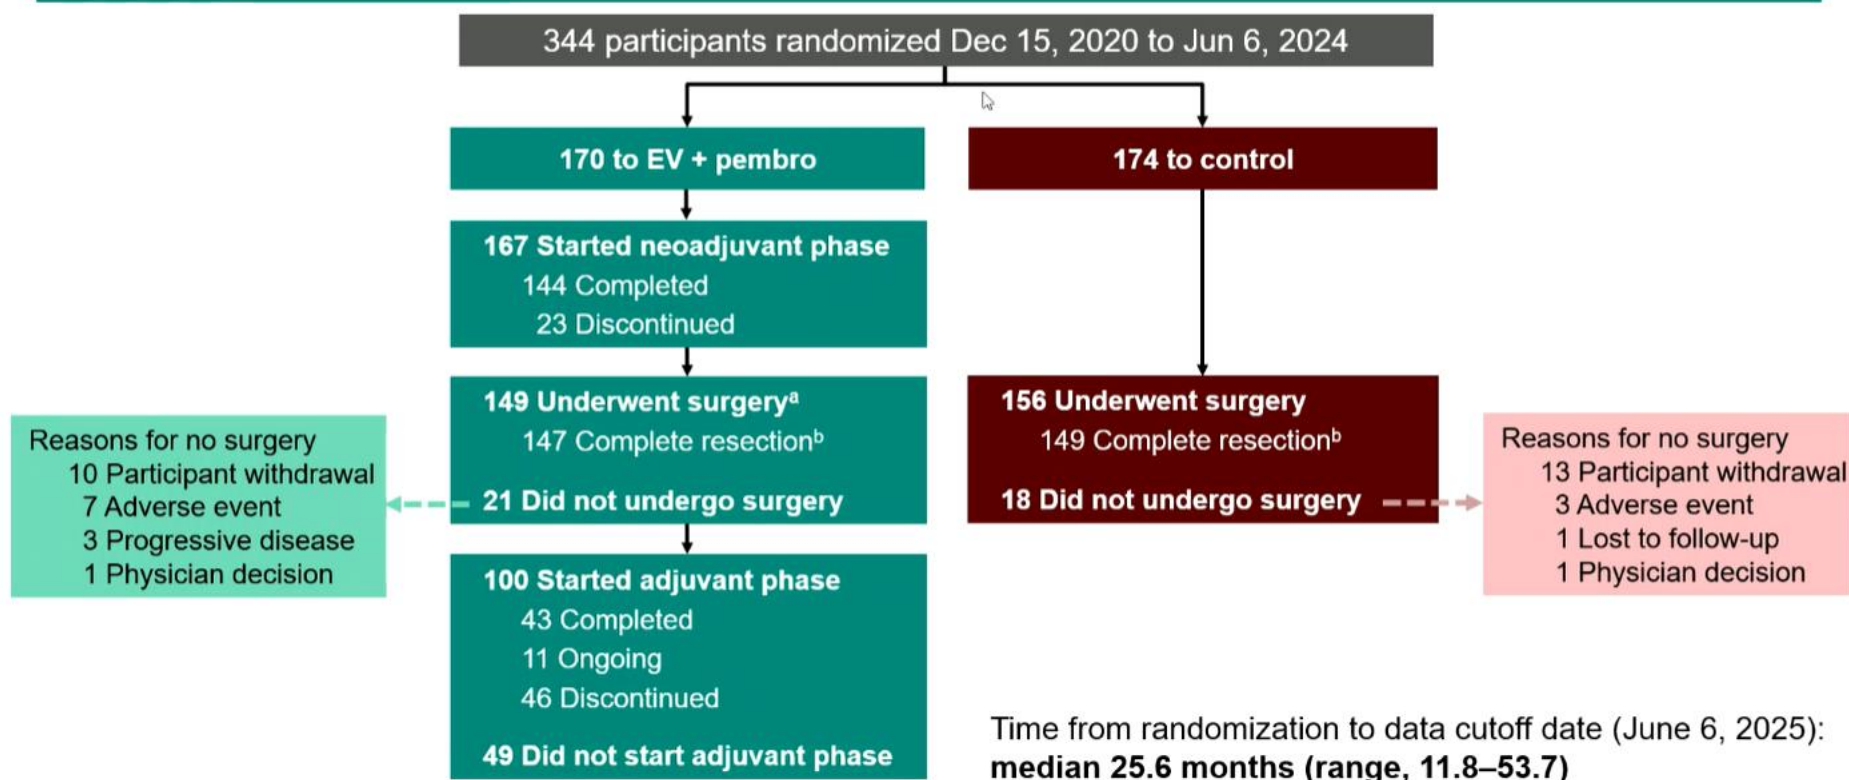 344 participants randomized Dec 15, 2020 to Jun 6, 2024
170 to EV + pembro
174 to control
167 Started neoadjuvant phase
144 Completed
23 Discontinued
149 Underwent surgeryᵃ
147 Complete resectionᵇ
21 Did not undergo surgery
156 Underwent surgery
149 Complete resectionᵇ
18 Did not undergo surgery
Reasons for no surgery
10 Participant withdrawal
7 Adverse event
3 Progressive disease
1 Physician decision
Reasons for no surgery
13 Participant withdrawal
3 Adverse event
1 Lost to follow-up
1 Physician decision
100 Started adjuvant phase
43 Completed
11 Ongoing
46 Discontinued
49 Did not start adjuvant phase
Time from randomization to data cutoff date (June 6, 2025):
median 25.6 months (range, 11.8–53.7)